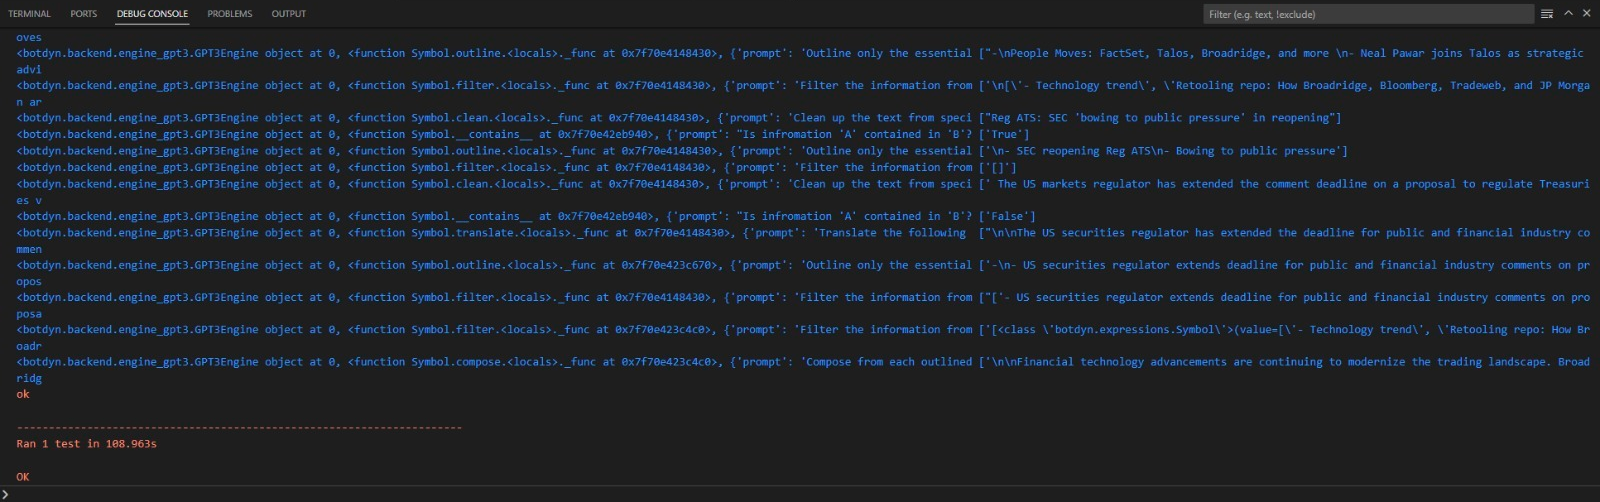 TERMINAL PORTS DEBUG CONSOLE PROBLEMS OUTPUT Filter (e.g. text, !exclude)
oves
<botdyn.backend.engine_gpt3.GPT3Engine object at 0, <function Symbol.outline.<locals>._func at 0x7f70e4148430>, {'prompt': 'Outline only the essential ["-\nPeople Moves: FactSet, Talos, Broadridge, and more \n- Neal Pawar joins Talos as strategic
advi
<botdyn.backend.engine_gpt3.GPT3Engine object at 0, <function Symbol.filter.<locals>._func at 0x7f70e4148430>, {'prompt': 'Filter the information from ['\n[\'- Technology trend\', \'Retooling repo: How Broadridge, Bloomberg, Tradeweb, and JP Morga
n ar
<botdyn.backend.engine_gpt3.GPT3Engine object at 0, <function Symbol.clean.<locals>._func at 0x7f70e4148430>, {'prompt': 'Clean up the text from speci ["Reg ATS: SEC 'bowing to public pressure' in reopening"]
<botdyn.backend.engine_gpt3.GPT3Engine object at 0, <function Symbol.__contains__ at 0x7f70e42eb940>, {'prompt': "Is infromation 'A' contained in 'B'? ['True']
<botdyn.backend.engine_gpt3.GPT3Engine object at 0, <function Symbol.outline.<locals>._func at 0x7f70e4148430>, {'prompt': 'Outline only the essential ['\n- SEC reopening Reg ATS\n- Bowing to public pressure']
<botdyn.backend.engine_gpt3.GPT3Engine object at 0, <function Symbol.filter.<locals>._func at 0x7f70e4148430>, {'prompt': 'Filter the information from ['[]']
<botdyn.backend.engine_gpt3.GPT3Engine object at 0, <function Symbol.clean.<locals>._func at 0x7f70e4148430>, {'prompt': 'Clean up the text from speci [' The US markets regulator has extended the comment deadline on a proposal to regulate Treasuri
es v
<botdyn.backend.engine_gpt3.GPT3Engine object at 0, <function Symbol.__contains__ at 0x7f70e42eb940>, {'prompt': "Is infromation 'A' contained in 'B'? ['False']
<botdyn.backend.engine_gpt3.GPT3Engine object at 0, <function Symbol.translate.<locals>._func at 0x7f70e4148430>, {'prompt': 'Translate the following  ["\n\nThe US securities regulator has extended the deadline for public and financial industry co
mmen
<botdyn.backend.engine_gpt3.GPT3Engine object at 0, <function Symbol.outline.<locals>._func at 0x7f70e423c670>, {'prompt': 'Outline only the essential ['-\n- US securities regulator extends deadline for public and financial industry comments on pr
opos
<botdyn.backend.engine_gpt3.GPT3Engine object at 0, <function Symbol.filter.<locals>._func at 0x7f70e4148430>, {'prompt': 'Filter the information from ["['- US securities regulator extends deadline for public and financial industry comments on pro
posa
<botdyn.backend.engine_gpt3.GPT3Engine object at 0, <function Symbol.filter.<locals>._func at 0x7f70e423c4c0>, {'prompt': 'Filter the information from ['[<class \'botdyn.expressions.Symbol\'>(value=[\'- Technology trend\', \'Retooling repo: How Br
oadr
<botdyn.backend.engine_gpt3.GPT3Engine object at 0, <function Symbol.compose.<locals>._func at 0x7f70e423c4c0>, {'prompt': 'Compose from each outlined ['\n\nFinancial technology advancements are continuing to modernize the trading landscape. Broad
ridg
ok
----------------------------------------------------------------------
Ran 1 test in 108.963s
OK